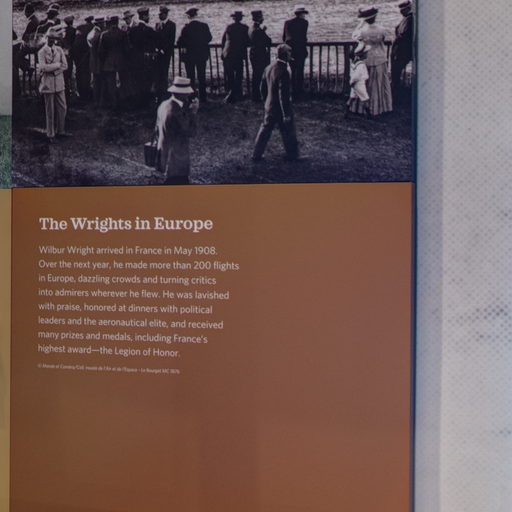 The Wrights in Europe
Wilbur Wright arrived in France in May 1908.
Over the next year, he made more than 200 flights
in Europe, dazzling crowds and turning critics
into admirers wherever he flew. He was lavished
with praise, honored at dinners with political
leaders and the aeronautical elite, and received
many prizes and medals, including France's
highest award—the Legion of Honor.